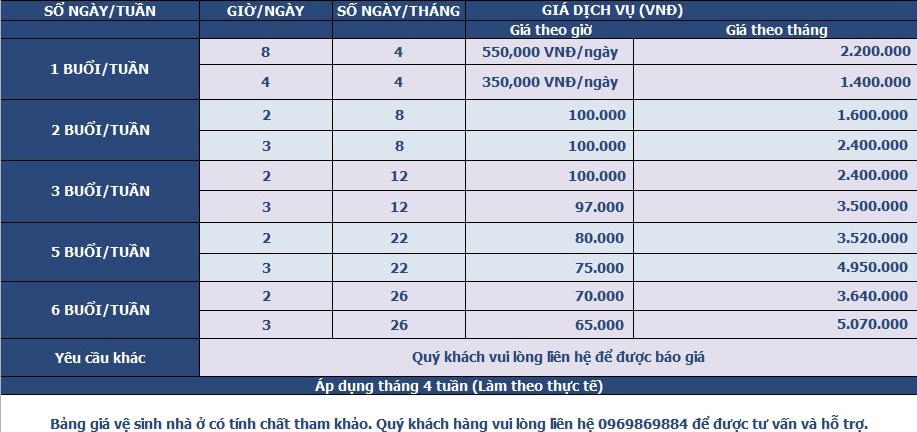 SỐ NGÀY/TUẦN GIỜ/NGÀY SỐ NGÀY/THÁNG GIÁ DỊCH VỤ (VNĐ)
Giá theo giờ Giá theo tháng
1 BUỔI/TUẦN 8 4 550,000 VNĐ/ngày 2.200.000
4 4 350,000 VNĐ/ngày 1.400.000
2 BUỔI/TUẦN 2 8 100.000 1.600.000
3 8 100.000 2.400.000
3 BUỔI/TUẦN 2 12 100.000 2.400.000
3 12 97.000 3.500.000
5 BUỔI/TUẦN 2 22 80.000 3.520.000
3 22 75.000 4.950.000
6 BUỔI/TUẦN 2 26 70.000 3.640.000
3 26 65.000 5.070.000
Yêu cầu khác Quý khách vui lòng liên hệ để được báo giá
Áp dụng tháng 4 tuần (Làm theo thực tế)
Bảng giá vệ sinh nhà ở có tính chất tham khảo. Quý khách hàng vui lòng liên hệ 0969869884 để được tư vấn và hỗ trợ.